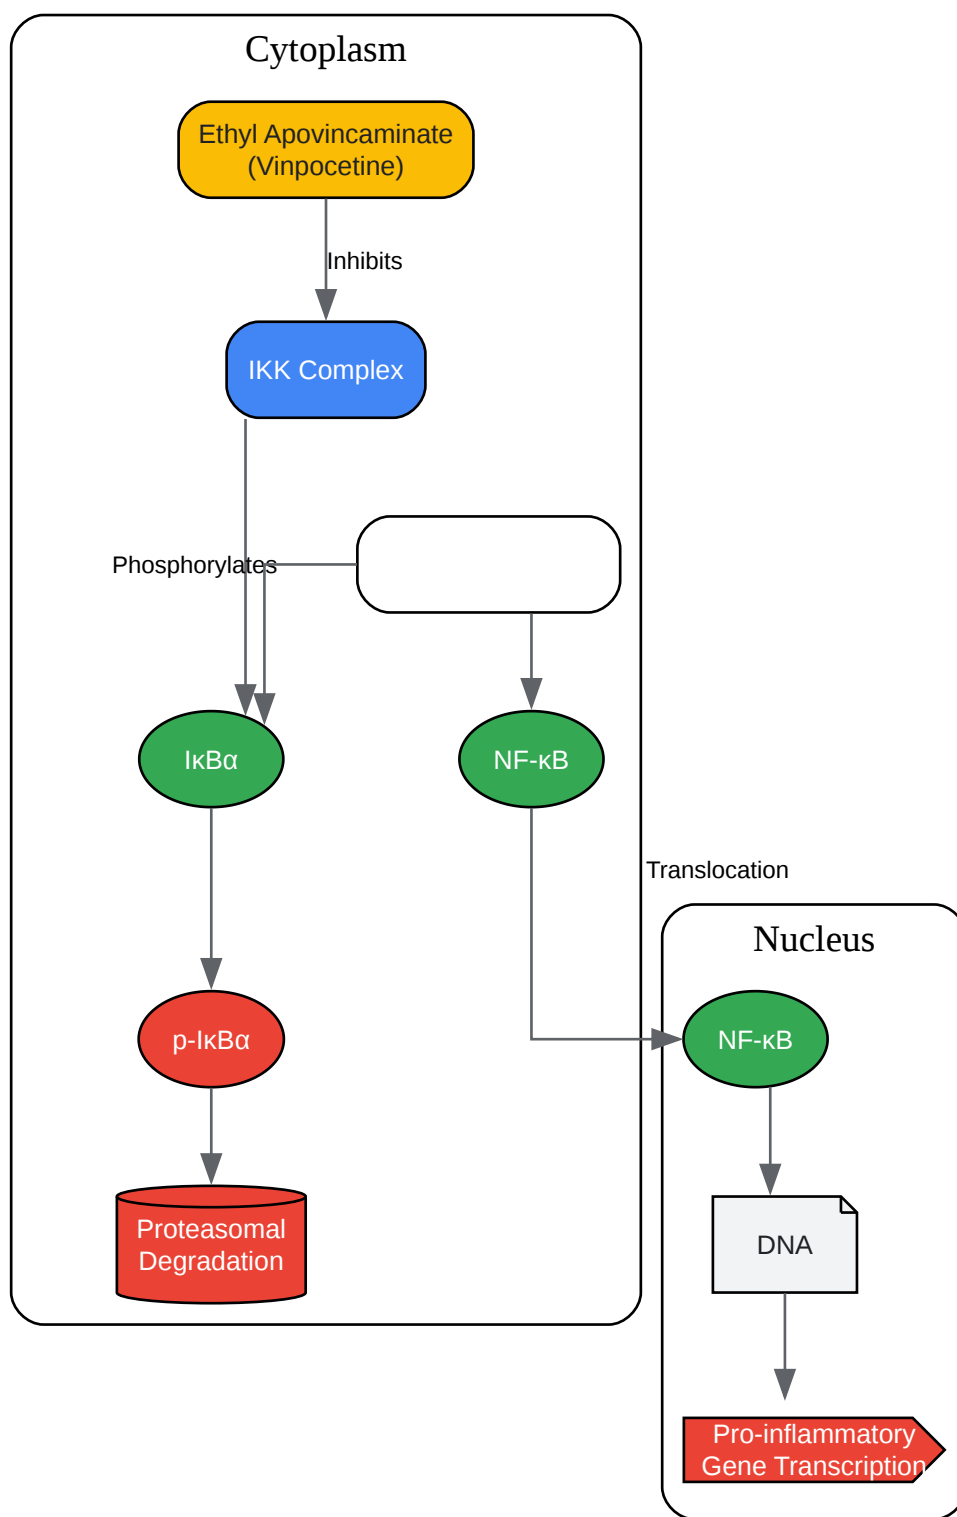 Cytoplasm
Ethyl Apovincaminate
(Vinpocetine)
Inhibits
IKK Complex
Phosphorylates
IκBα
NF-κB
Translocation
Nucleus
p-IκBα
NF-κB
Proteasomal
Degradation
DNA
Pro-inflammatory
Gene Transcription